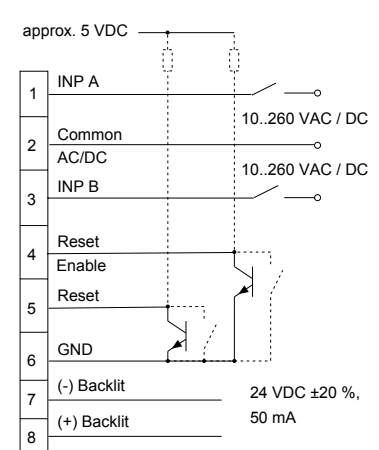 approx. 5 VDC
1 INP A
10..260 VAC / DC
2 Common
AC/DC
10..260 VAC / DC
3 INP B
4 Reset
Enable
5 Reset
6 GND
7 (-) Backlit
24 VDC ±20 %,
50 mA
8 (+) Backlit